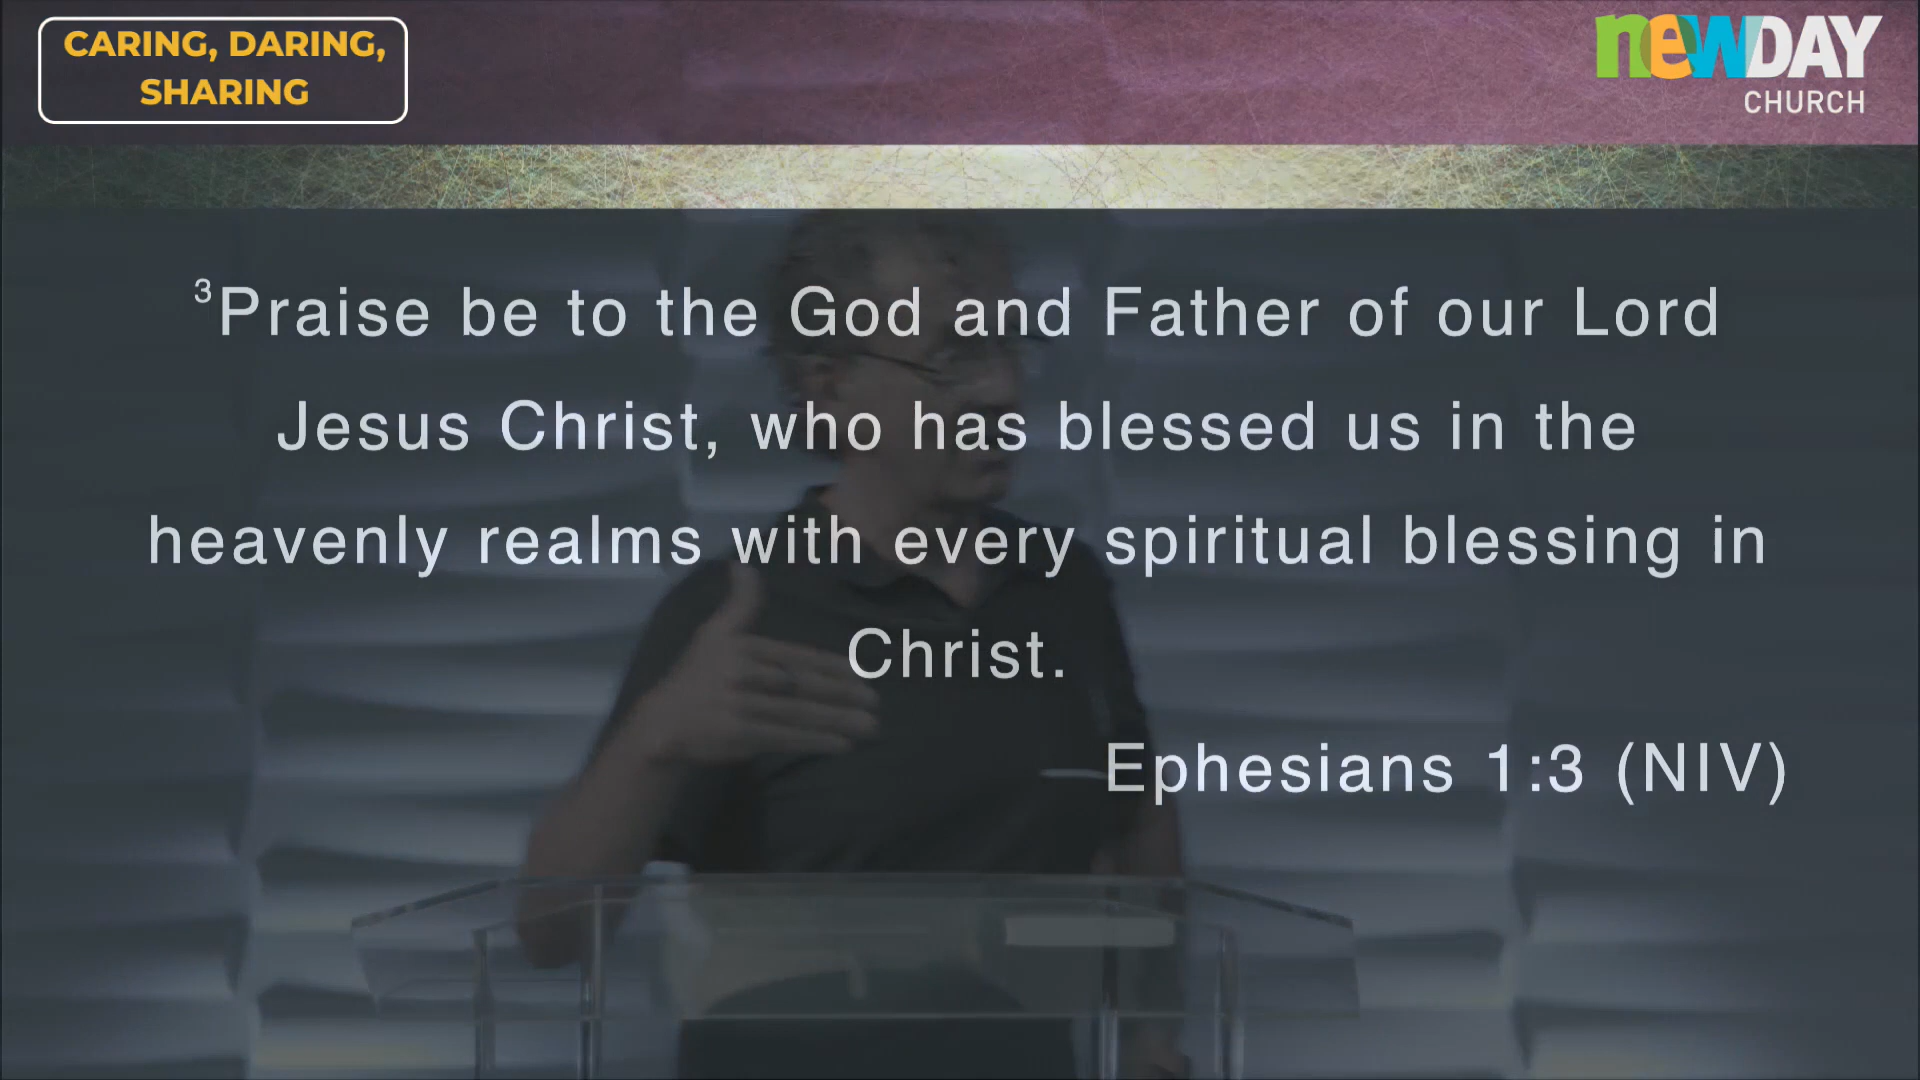 CARING, DARING,
SHARING
newDAY
CHURCH
³Praise be to the God and Father of our Lord
Jesus Christ, who has blessed us in the
heavenly realms with every spiritual blessing in
Christ.
Ephesians 1:3 (NIV)